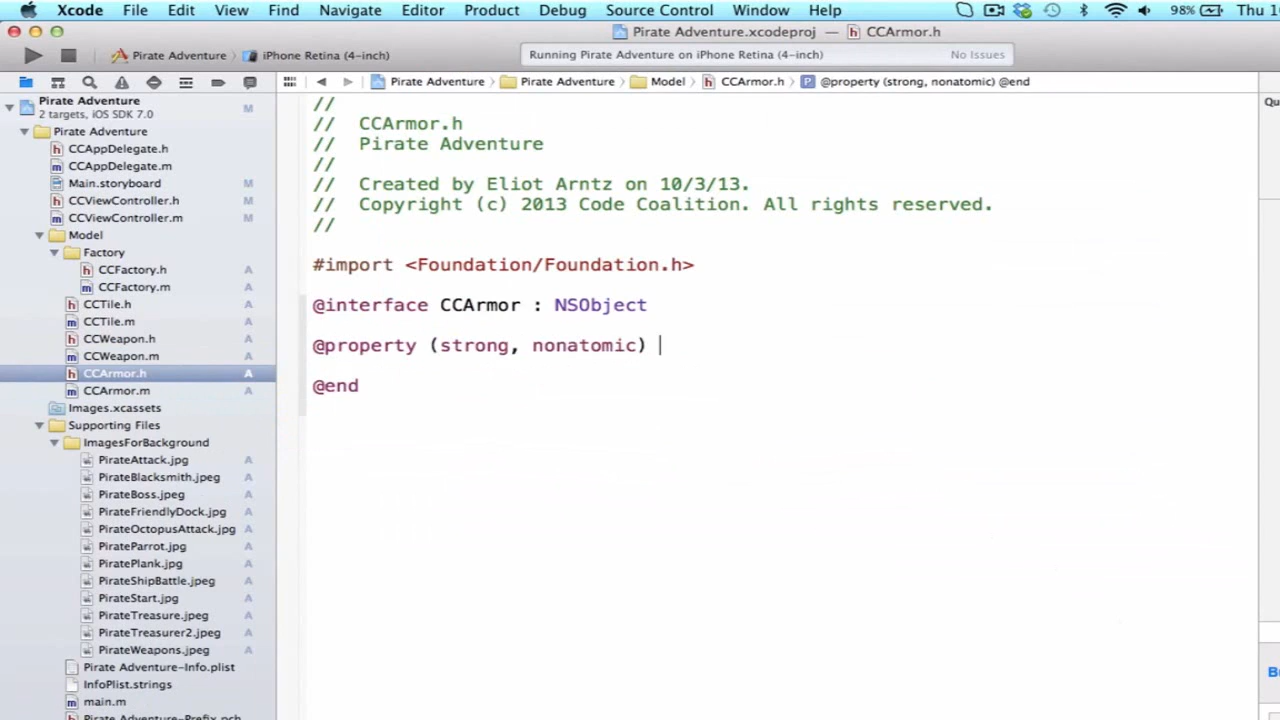 Xcode File Edit View Find Navigate Editor Product Debug Source Control Window Help 98% Thu 1
Pirate Adventure.xcodeproj — CCArmor.h
Pirate Adventure iPhone Retina (4-inch) Running Pirate Adventure on iPhone Retina (4-inch) No Issues
Pirate Adventure Pirate Adventure Model CCArmor.h @property (strong, nonatomic) @end
Pirate Adventure M
2 targets, iOS SDK 7.0
Pirate Adventure
CCAppDelegate.h
CCAppDelegate.m
Main.storyboard M
CCViewController.h M
CCViewController.m M
Model
Factory
CCFactory.h A
CCFactory.m A
CCTile.h A
CCTile.m A
CCWeapon.h A
CCWeapon.m A
CCArmor.h A
CCArmor.m A
Images.xcassets
Supporting Files
ImagesForBackground
PirateAttack.jpg A
PirateBlacksmith.jpeg A
PirateBoss.jpeg A
PirateFriendlyDock.jpg A
PirateOctopusAttack.jpg A
PirateParrot.jpg A
PiratePlank.jpg A
PirateShipBattle.jpeg A
PirateStart.jpg A
PirateTreasure.jpeg A
PirateTreasurer2.jpeg A
PirateWeapons.jpeg A
Pirate Adventure-Info.plist
InfoPlist.strings
main.m
Pirate Adventure-Prefix.pch
//
// CCArmor.h
// Pirate Adventure
//
// Created by Eliot Arntz on 10/3/13.
// Copyright (c) 2013 Code Coalition. All rights reserved.
//
#import <Foundation/Foundation.h>
@interface CCArmor : NSObject
@property (strong, nonatomic)
@end
Qu